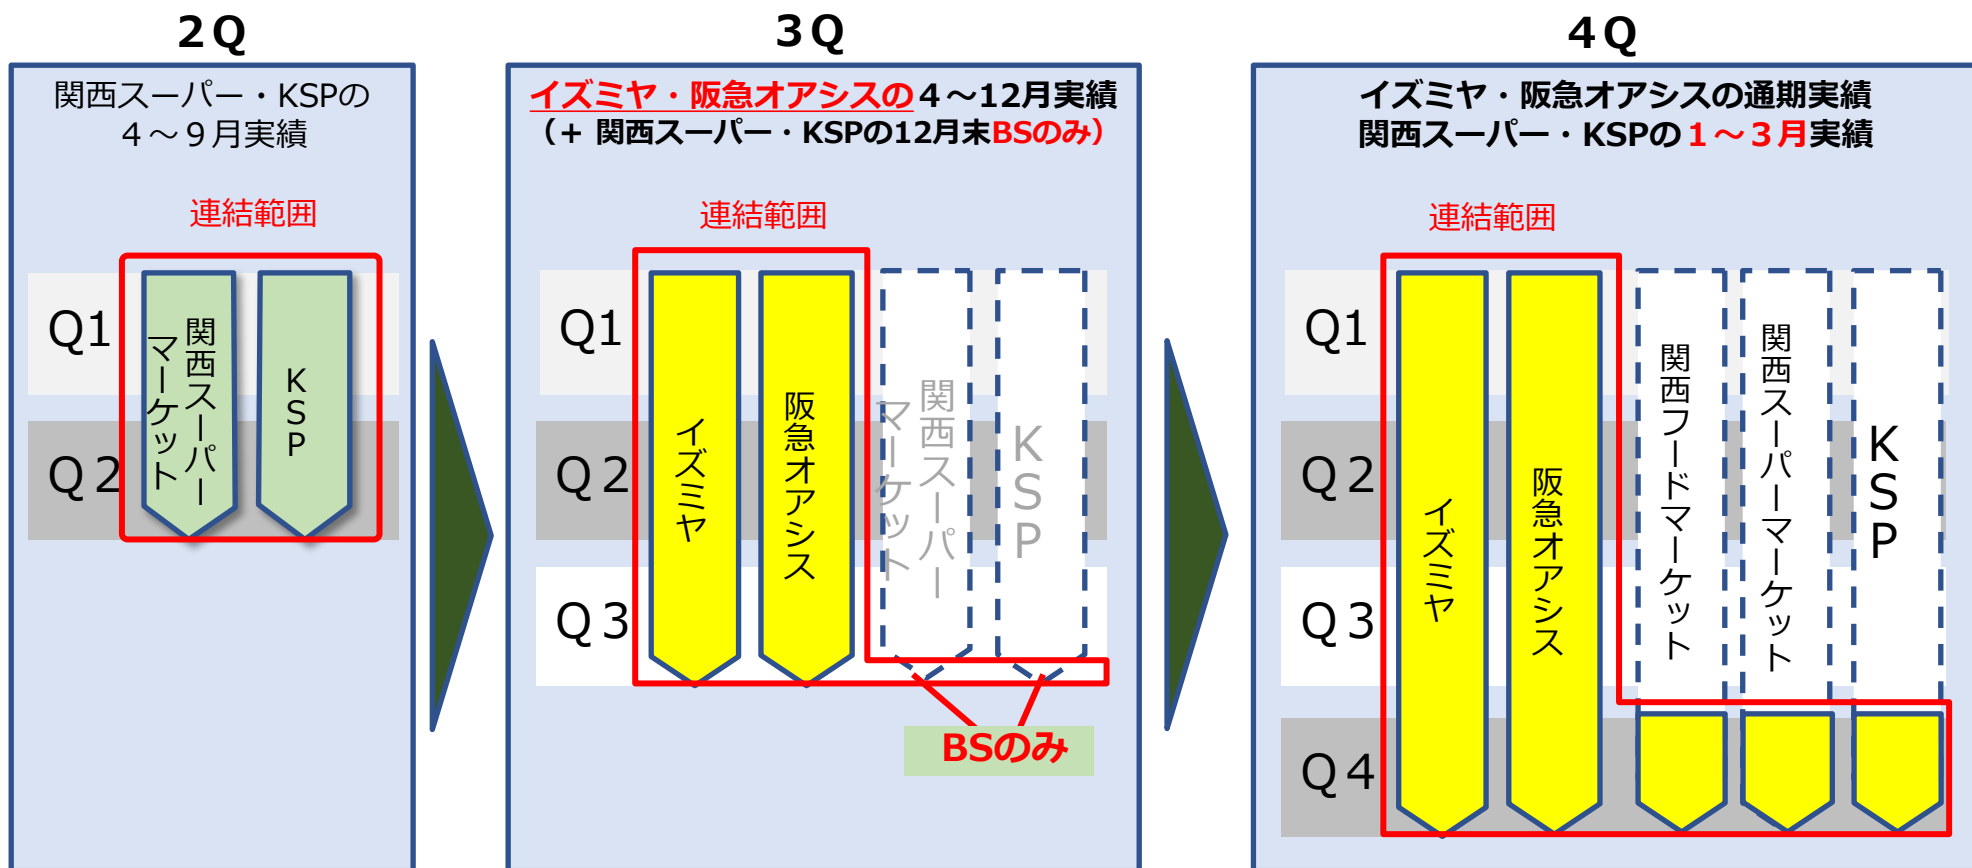 2Q
関西スーパー・KSPの
4～9月実績
連結範囲
Q1
Q2
関西スーパー
マーケット
KSP
3Q
イズミヤ・阪急オアシスの4～12月実績
（+ 関西スーパー・KSPの12月末BSのみ）
連結範囲
Q1
Q2
Q3
イズミヤ
阪急オアシス
関西スーパー
マーケット
KSP
BSのみ
4Q
イズミヤ・阪急オアシスの通期実績
関西スーパー・KSPの1～3月実績
連結範囲
Q1
Q2
Q3
Q4
イズミヤ
阪急オアシス
関西フードマーケット
関西スーパーマーケット
KSP